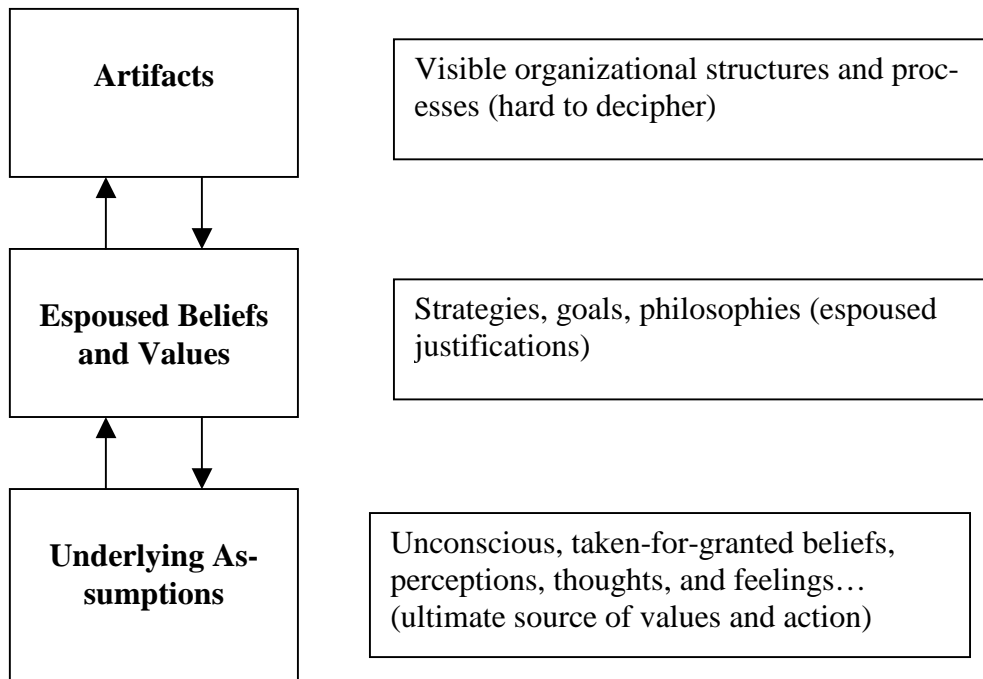 Artifacts
Visible organizational structures and proc-
esses (hard to decipher)
Espoused Beliefs
and Values
Strategies, goals, philosophies (espoused
justifications)
Underlying As-
sumptions
Unconscious, taken-for-granted beliefs,
perceptions, thoughts, and feelings…
(ultimate source of values and action)